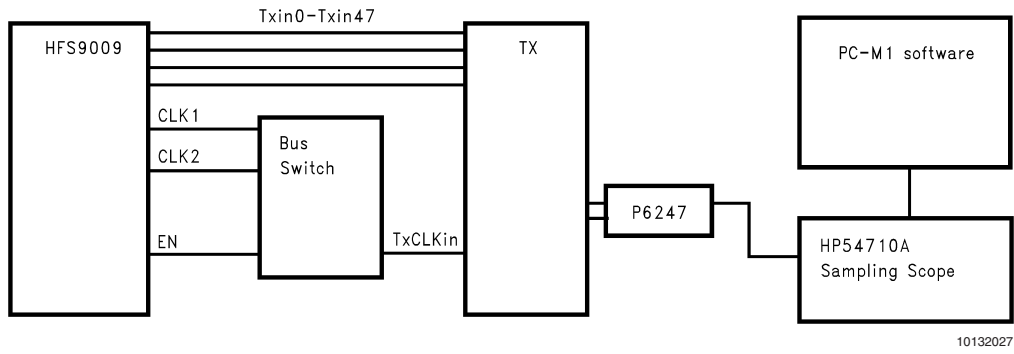 Txin0-Txin47
HFS9009
TX
PC-M1 software
CLK1
CLK2
Bus
Switch
EN
TxCLKin
P6247
HP54710A
Sampling Scope
10132027